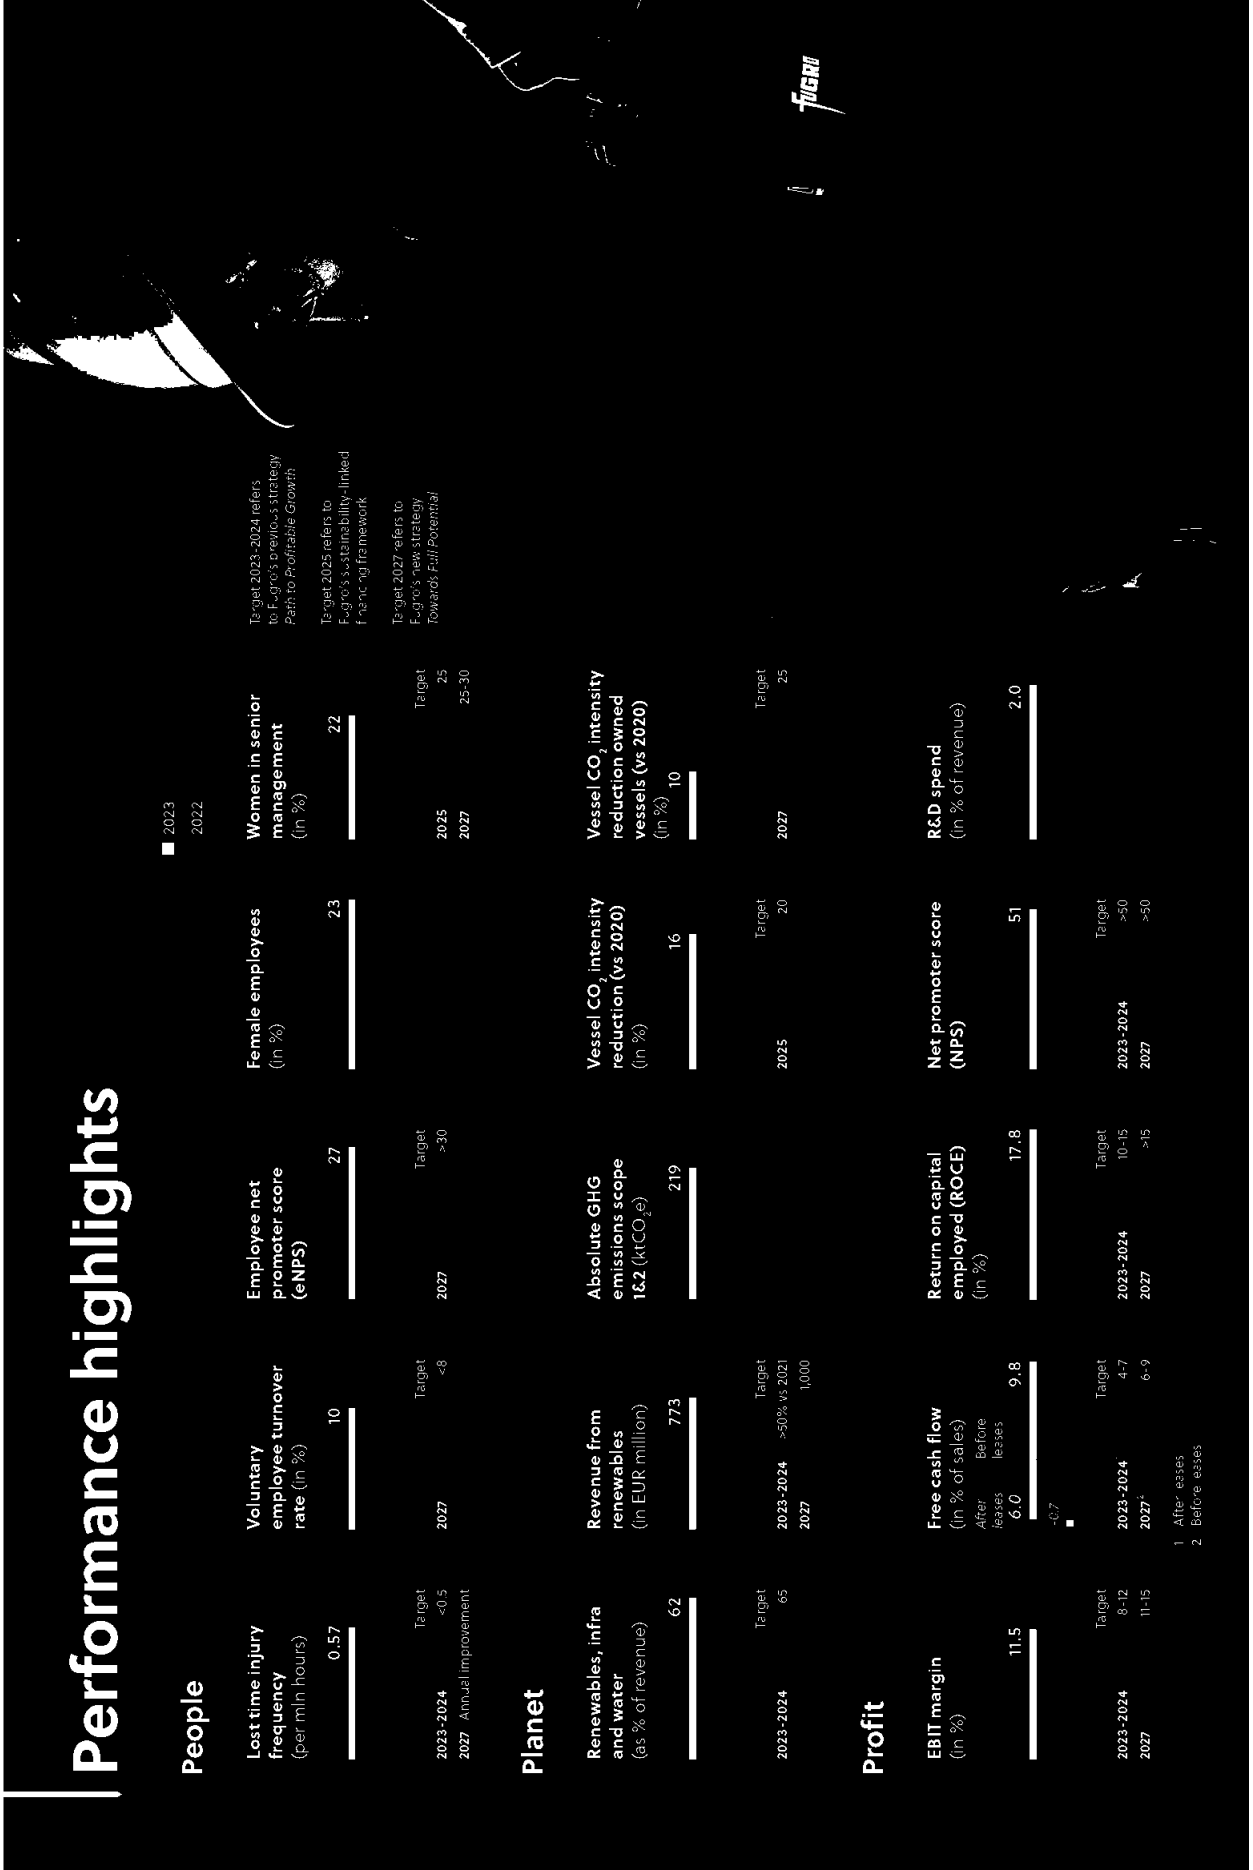 Performance highlights
2023
2022
People
Lost time injury
frequency
(per mln hours)
0.57
Target
2023-2024 <0.5
2027 Annual improvement
Voluntary
employee turnover
rate (in %)
10
Target
2027 <8
Employee net
promoter score
(eNPS)
27
Target
2027 >30
Female employees
(in %)
23
Women in senior
management
(in %)
22
Target
2025 25
2027 25-30
Target 2023-2024 refers
to Fugro's previous strategy
Path to Profitable Growth
Target 2025 refers to
Fugro's sustainability-linked
financing framework
Target 2027 refers to
Fugro's new strategy
Towards Full Potential
Planet
Renewables, infra
and water
(as % of revenue)
62
Target
2023-2024 65
Revenue from
renewables
(in EUR million)
773
Target
2023-2024 >50% vs 2021
2027 1,000
Absolute GHG
emissions scope
1&2 (ktCO₂e)
219
Vessel CO₂ intensity
reduction (vs 2020)
(in %)
16
Target
2025 20
Vessel CO₂ intensity
reduction owned
vessels (vs 2020)
(in %)
10
Target
2027 25
Profit
EBIT margin
(in %)
11.5
Target
2023-2024 8-12
2027 11-15
Free cash flow
(in % of sales)
After Before
leases leases
6.0 9.8
-0.7
Target
2023-2024 4-7
2027² 6-9
1 After leases
2 Before leases
Return on capital
employed (ROCE)
(in %)
17.8
Target
2023-2024 10-15
2027 >15
Net promoter score
(NPS)
51
Target
2023-2024 >50
2027 >50
R&D spend
(in % of revenue)
2.0
fUGRO